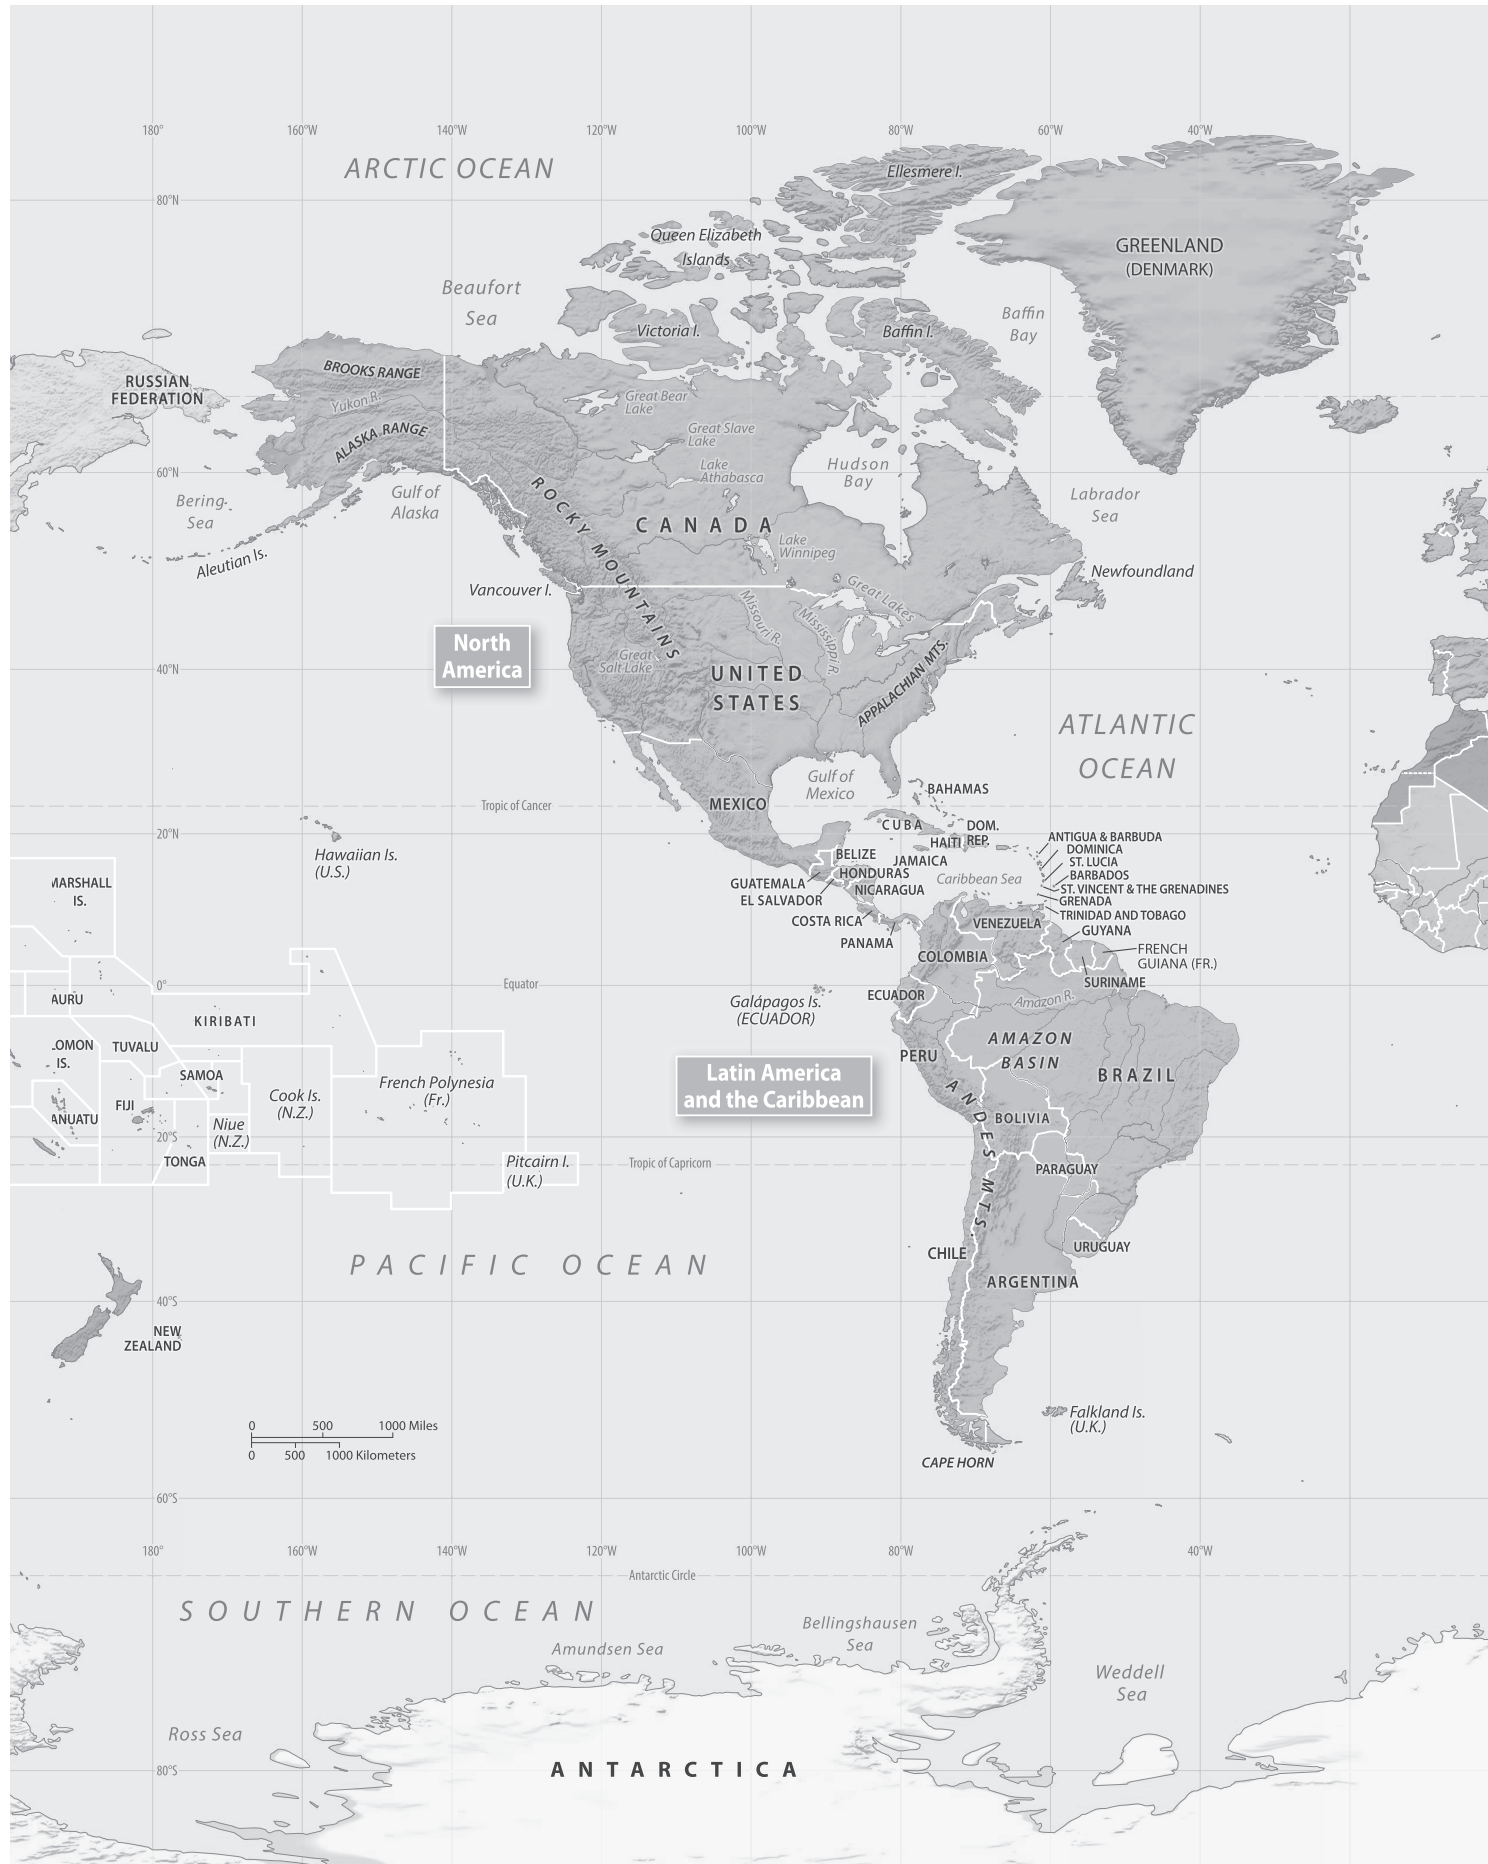 180°
160°W
140°W
120°W
100°W
80°W
60°W
40°W
ARCTIC OCEAN
Ellesmere I.
80°N
Queen Elizabeth
Islands
GREENLAND
(DENMARK)
Beaufort
Sea
Victoria I.
Baffin I.
Baffin
Bay
RUSSIAN
FEDERATION
BROOKS RANGE
Yukon R.
ALASKA RANGE
Great Bear
Lake
Great Slave
Lake
Lake
Athabasca
60°N
Hudson
Bay
Bering
Sea
Gulf of
Alaska
Labrador
Sea
ROCKY MOUNTAINS
CANADA
Lake
Winnipeg
Aleutian Is.
Vancouver I.
Newfoundland
Great Lakes
Missouri R.
Mississippi R.
North
America
Great
Salt Lake
40°N
UNITED
STATES
APPALACHIAN MTS.
ATLANTIC
OCEAN
Gulf of
Mexico
BAHAMAS
Tropic of Cancer
MEXICO
20°N
CUBA
DOM.
REP.
HAITI
ANTIGUA & BARBUDA
DOMINICA
ST. LUCIA
BARBADOS
ST. VINCENT & THE GRENADINES
GRENADA
TRINIDAD AND TOBAGO
Hawaiian Is.
(U.S.)
BELIZE
JAMAICA
HONDURAS
GUATEMALA
NICARAGUA
EL SALVADOR
Caribbean Sea
COSTA RICA
PANAMA
MARSHALL
IS.
VENEZUELA
GUYANA
COLOMBIA
FRENCH
GUIANA (FR.)
SURINAME
0°
Equator
AURU
Galápagos Is.
(ECUADOR)
ECUADOR
Amazon R.
KIRIBATI
OMON
IS.
TUVALU
AMAZON
BASIN
PERU
SAMOA
Latin America
and the Caribbean
BRAZIL
Cook Is.
(N.Z.)
French Polynesia
(Fr.)
FIJI
ANUATU
Niue
(N.Z.)
ANDES MTS.
BOLIVIA
20°S
TONGA
Pitcairn I.
(U.K.)
Tropic of Capricorn
PARAGUAY
PACIFIC OCEAN
CHILE
URUGUAY
ARGENTINA
40°S
NEW
ZEALAND
0 500 1000 Miles
0 500 1000 Kilometers
Falkland Is.
(U.K.)
CAPE HORN
60°S
180°
160°W
140°W
120°W
100°W
80°W
60°W
40°W
Antarctic Circle
SOUTHERN OCEAN
Amundsen Sea
Bellingshausen
Sea
Weddell
Sea
Ross Sea
80°S
ANTARCTICA